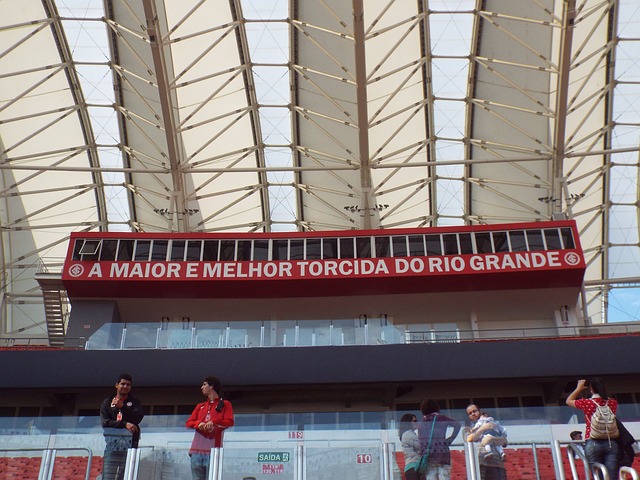 A MAIOR E MELHOR TORCIDA DO RIO GRANDE
119
SAÍDA
10